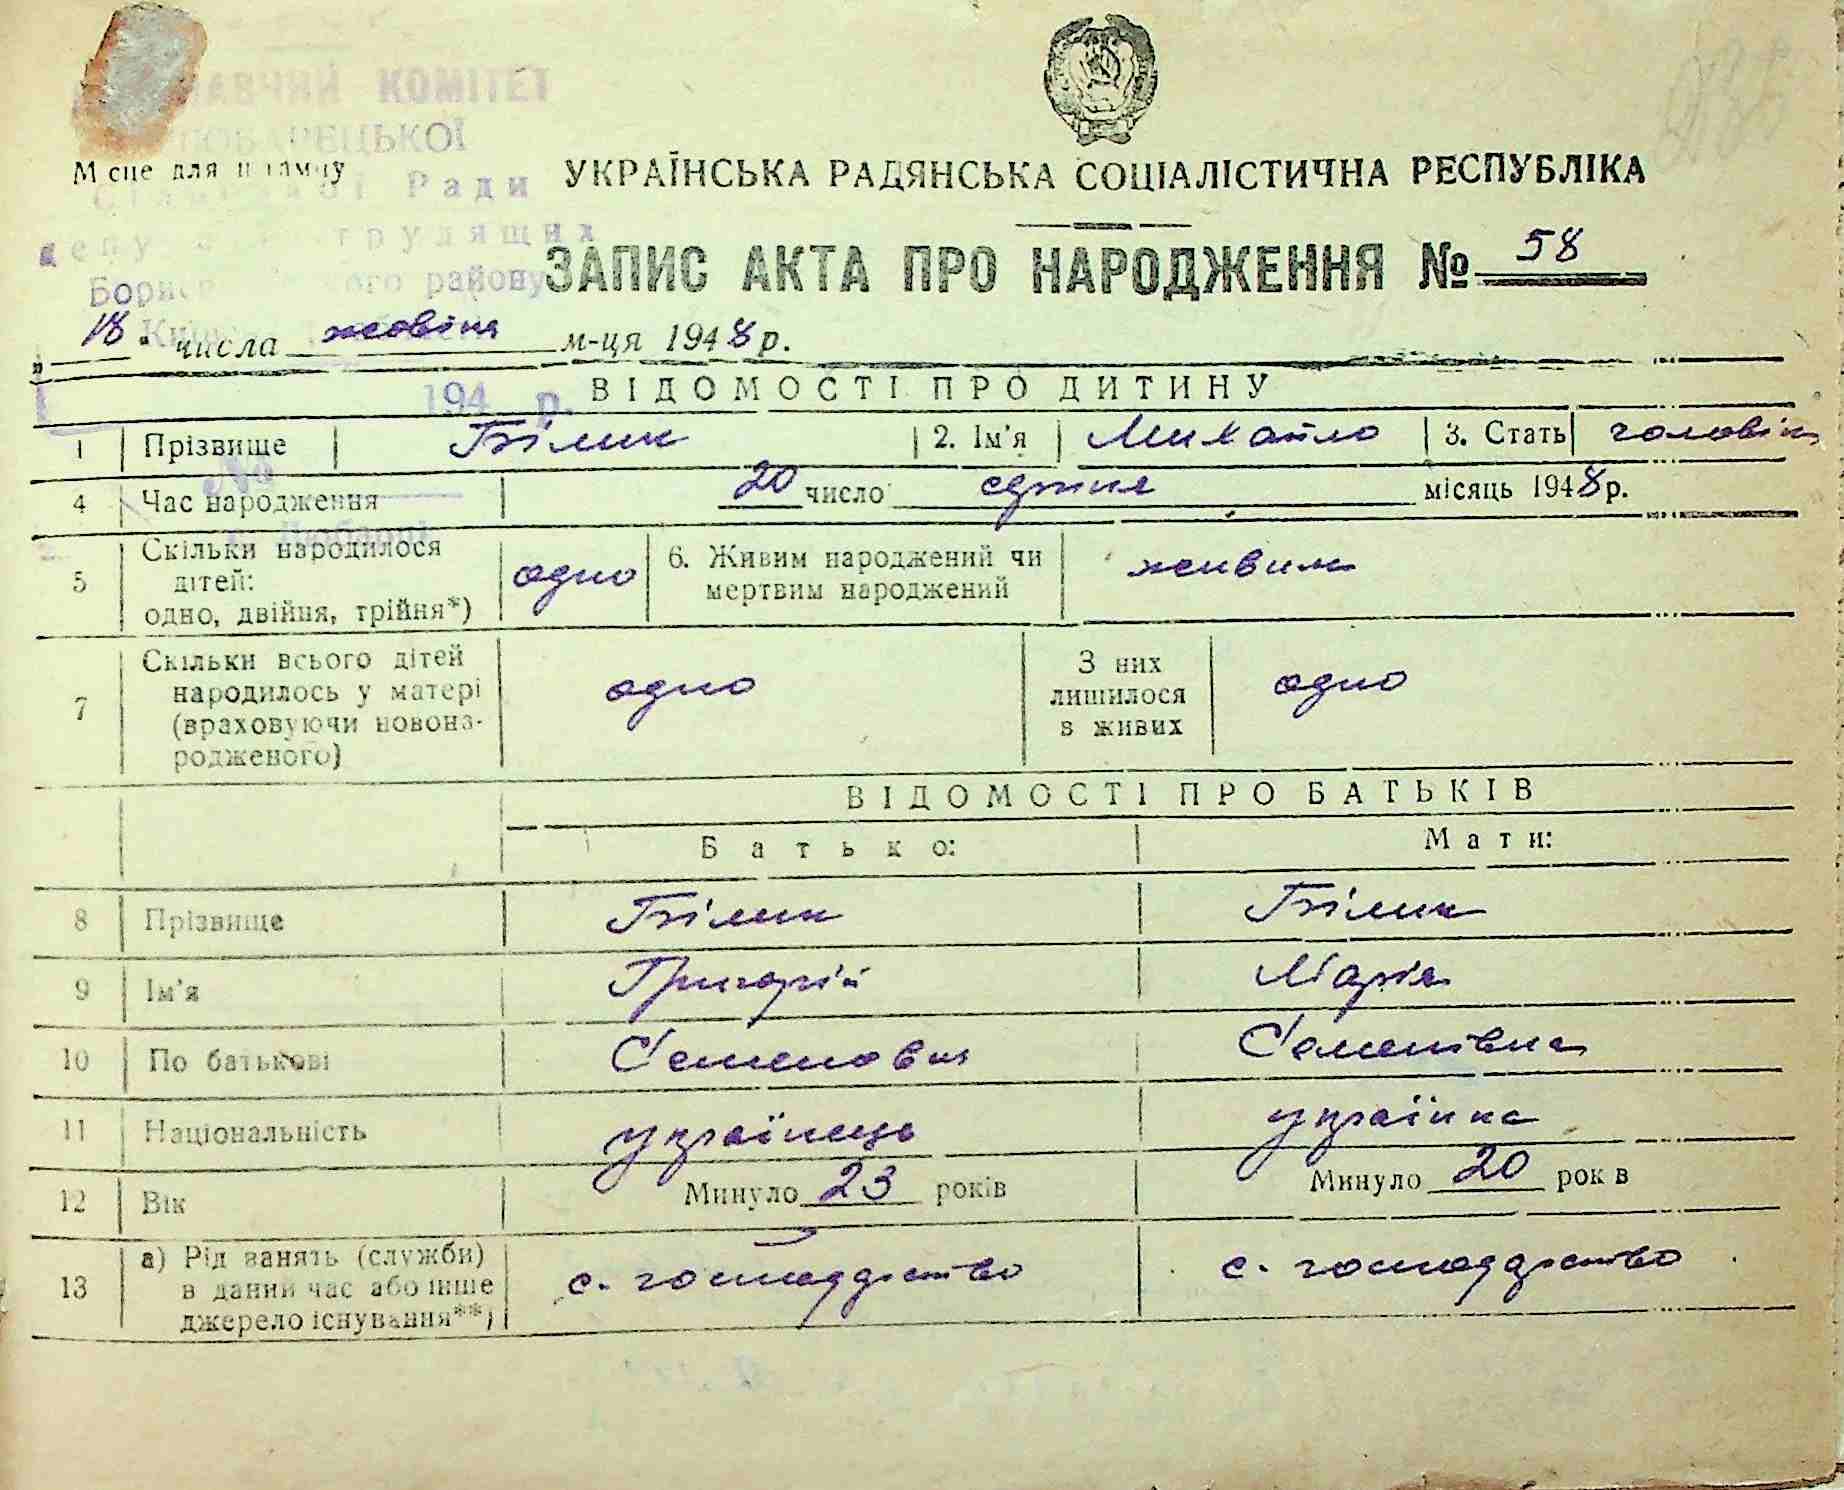 КОМІТЕТ
Місце для штампу
Ради
трудящих
району
УКРАЇНСЬКА РАДЯНСЬКА СОЦІАЛІСТИЧНА РЕСПУБЛІКА
ЗАПИС АКТА ПРО НАРОДЖЕННЯ № 58
„ 18 " числа жовтня м-ця 1948 р.
194 р.
ВІДОМОСТІ ПРО ДИТИНУ
1 Прізвище Білик 2. Ім'я Михайло 3. Стать чоловіч
№
4 Час народження 20 число серпня місяць 1948 р.
5 Скільки народилося дітей: одно, двійня, трійня*) одно 6. Живим народжений чи мертвим народжений живим
7 Скільки всього дітей народилось у матері (враховуючи новонародженого) одно З них лишилося в живих одно
ВІДОМОСТІ ПРО БАТЬКІВ
Батько: Мати:
8 Прізвище Білик Білик
9 Ім'я Григорій Марія
10 По батькові Семенович Семенівна
11 Національність українець українка
12 Вік Минуло 23 років Минуло 20 років
13 а) Рід занять (служби) в даний час або інше джерело існування**) с. господарство с. господарство